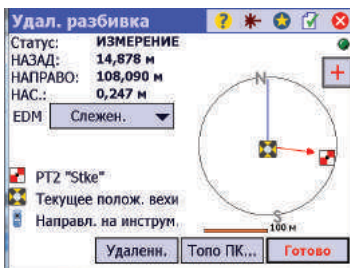 Удал. разбивка
Статус: ИЗМЕРЕНИЕ
НАЗАД: 14,878 м
НАПРАВО: 108,090 м
НАС.: 0,247 м
EDM Слежен.
N
PT2 "Stke"
Текущее полож. вехи
Направл. на инструм.
S
100 м
Удаленн. Топо ПК... Готово